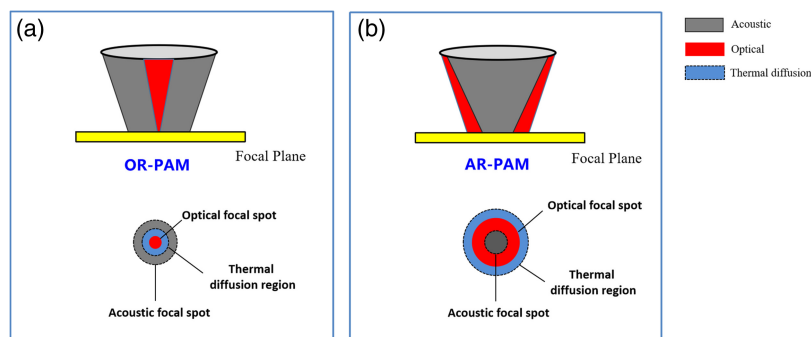 (a)
OR-PAM
Focal Plane
Optical focal spot
Thermal
diffusion region
Acoustic focal spot
(b)
AR-PAM
Focal Plane
Optical focal spot
Thermal
diffusion region
Acoustic focal spot
Acoustic
Optical
Thermal diffusion